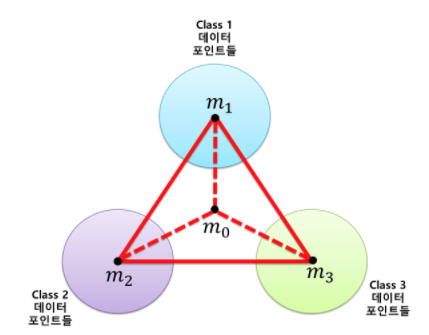 Class 1
데이터
포인트들
m₁
m₀
m₂
m₃
Class 2
데이터
포인트들
Class 3
데이터
포인트들